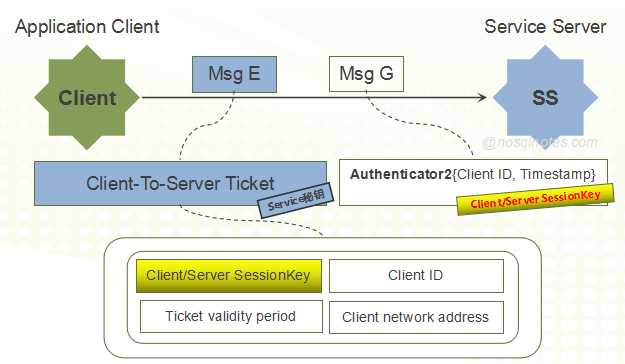 Application Client
Service Server
Msg E
Msg G
Client
SS
@nosqlnotes.com
Client-To-Server Ticket
Authenticator2{Client ID, Timestamp}
Service秘钥
Client/Server SessionKey
Client/Server SessionKey
Client ID
Ticket validity period
Client network address